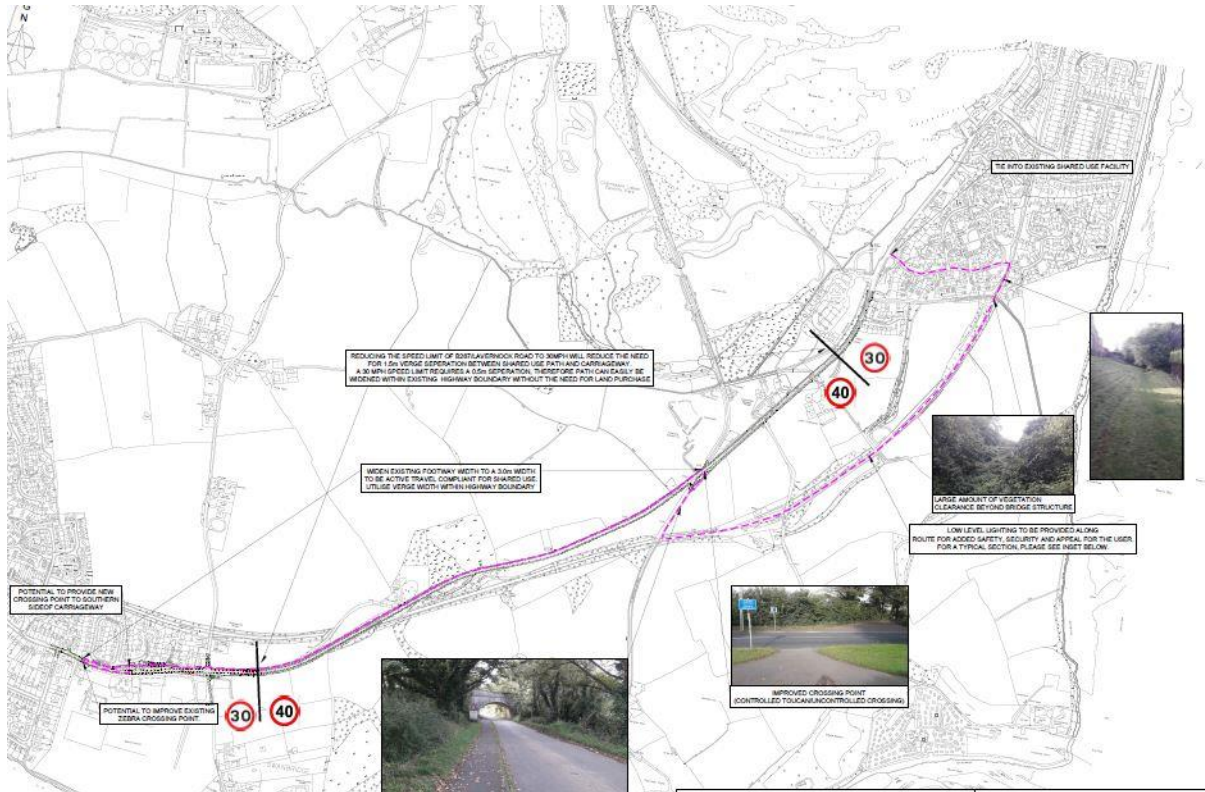 G
N
TIE INTO EXISTING SHARED USE FACILITY
REDUCING THE SPEED LIMIT OF B267/LAVERNOCK ROAD TO 30MPH WILL REDUCE THE NEED
FOR 1.5m VERGE SEPERATION BETWEEN SHARED USE PATH AND CARRIAGEWAY.
A 30 MPH SPEED LIMIT REQUIRES A 0.5m SEPERATION, THEREFORE PATH CAN EASILY BE
WIDENED WITHIN EXISTING HIGHWAY BOUNDARY WITHOUT THE NEED FOR LAND PURCHASE
30
40
WIDEN EXISTING FOOTWAY WIDTH TO A 3.0m WIDTH
TO BE ACTIVE TRAVEL COMPLIANT FOR SHARED USE.
UTILISE VERGE WIDTH WITHIN HIGHWAY BOUNDARY
LARGE AMOUNT OF VEGETATION
CLEARANCE BEYOND BRIDGE STRUCTURE
LOW LEVEL LIGHTING TO BE PROVIDED ALONG
ROUTE FOR ADDED SAFETY, SECURITY AND APPEAL FOR THE USER.
FOR A TYPICAL SECTION, PLEASE SEE INSET BELOW.
POTENTIAL TO PROVIDE NEW
CROSSING POINT TO SOUTHERN
SIDEOF CARRIAGEWAY
POTENTIAL TO IMPROVE EXISTING
ZEBRA CROSSING POINT.
30
40
IMPROVED CROSSING POINT
(CONTROLLED TOUCAN/UNCONTROLLED CROSSING)